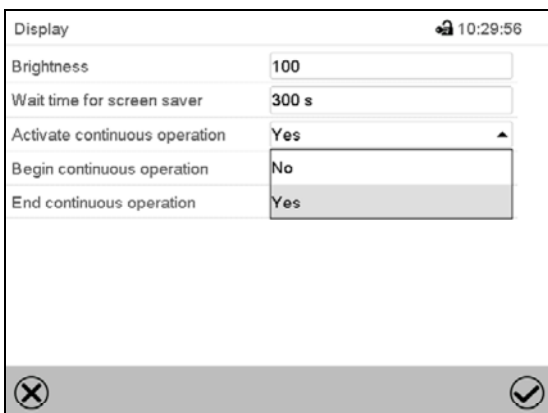 Display 10:29:56
Brightness 100
Wait time for screen saver 300 s
Activate continuous operation Yes
Begin continuous operation No
End continuous operation Yes